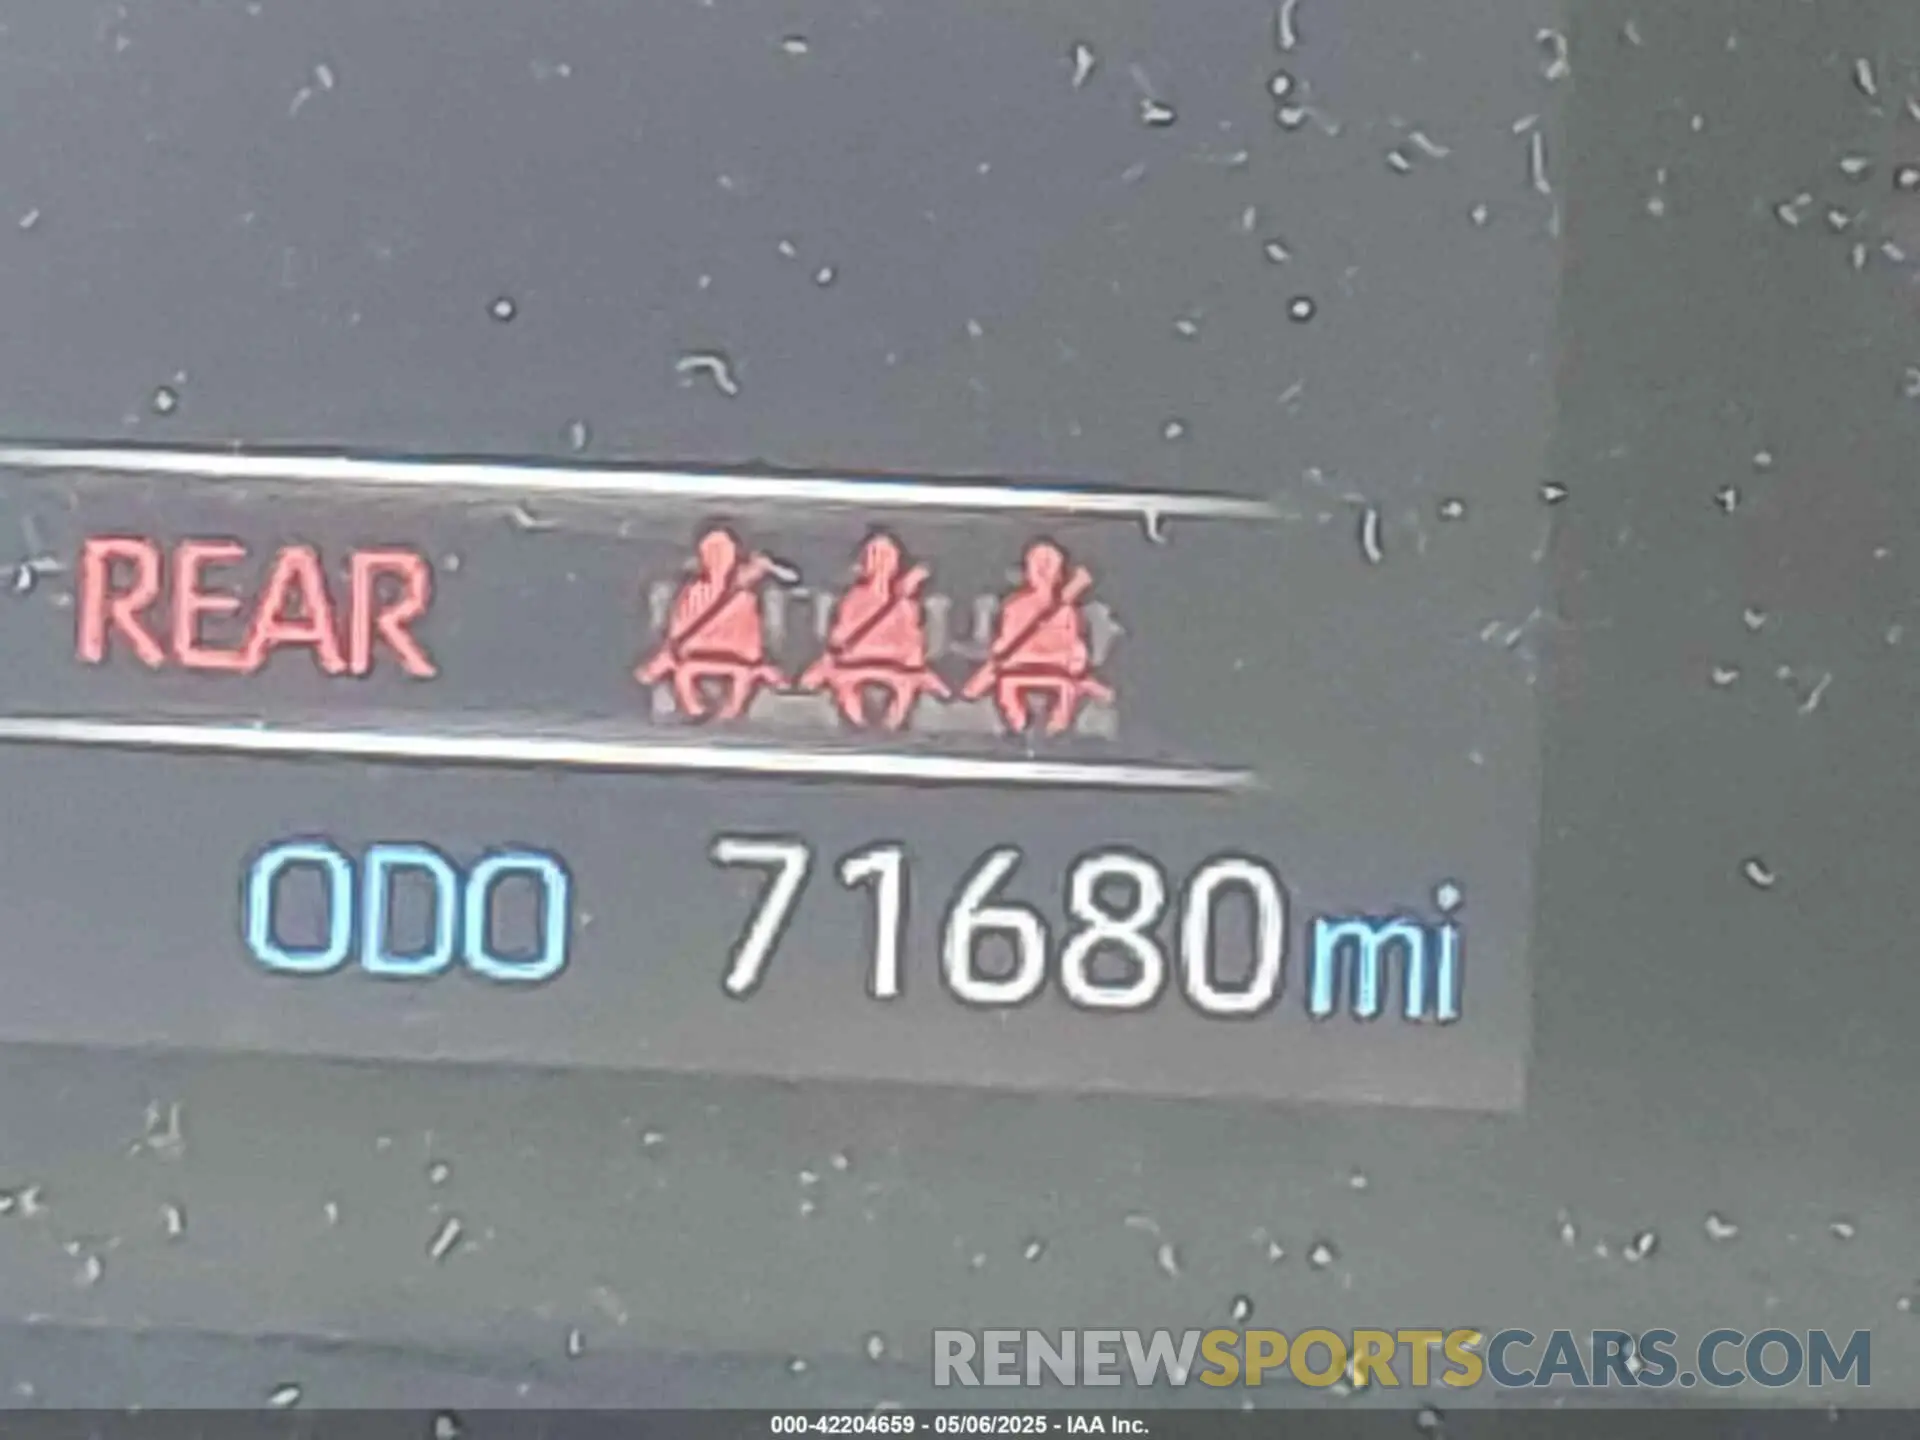 REAR
ODO 71680mi
RENEWSPORTSCARS.COM
000-42204659 - 05/06/2025 - IAA Inc.